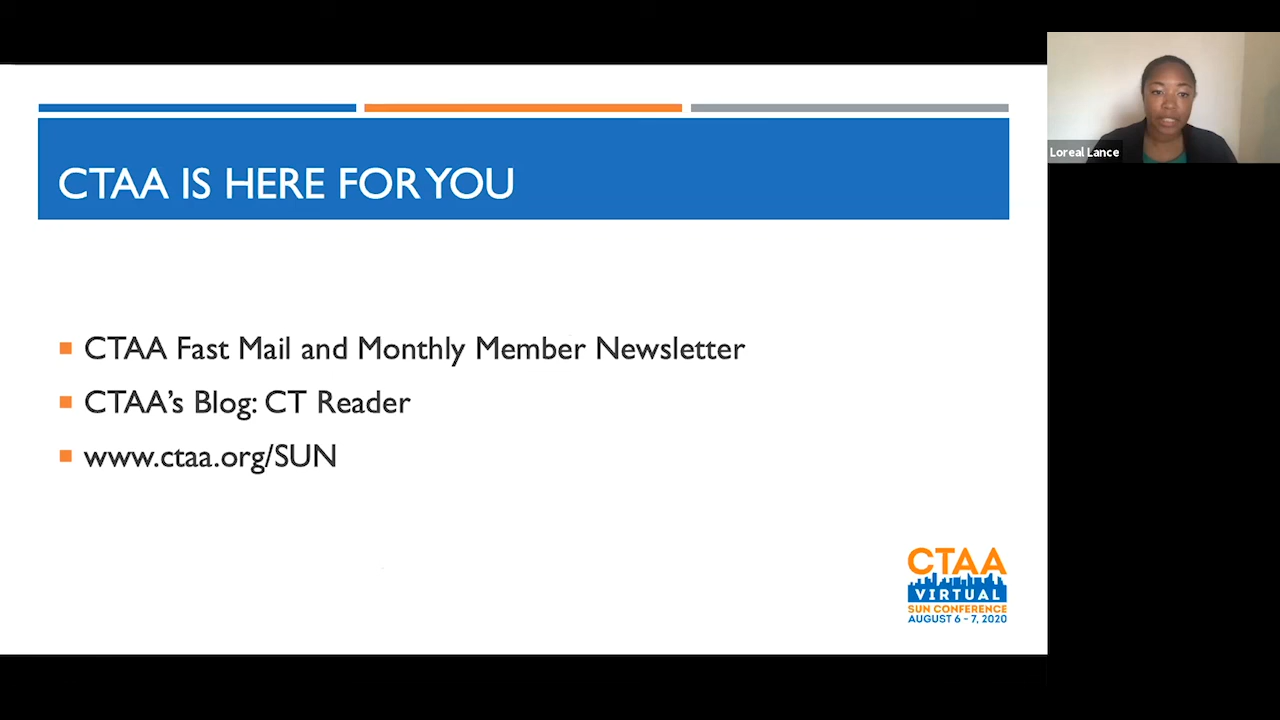 CTAA IS HERE FOR YOU
CTAA Fast Mail and Monthly Member Newsletter
CTAA’s Blog: CT Reader
www.ctaa.org/SUN
CTAA
VIRTUAL
SUN CONFERENCE
AUGUST 6 – 7, 2020
Loreal Lance